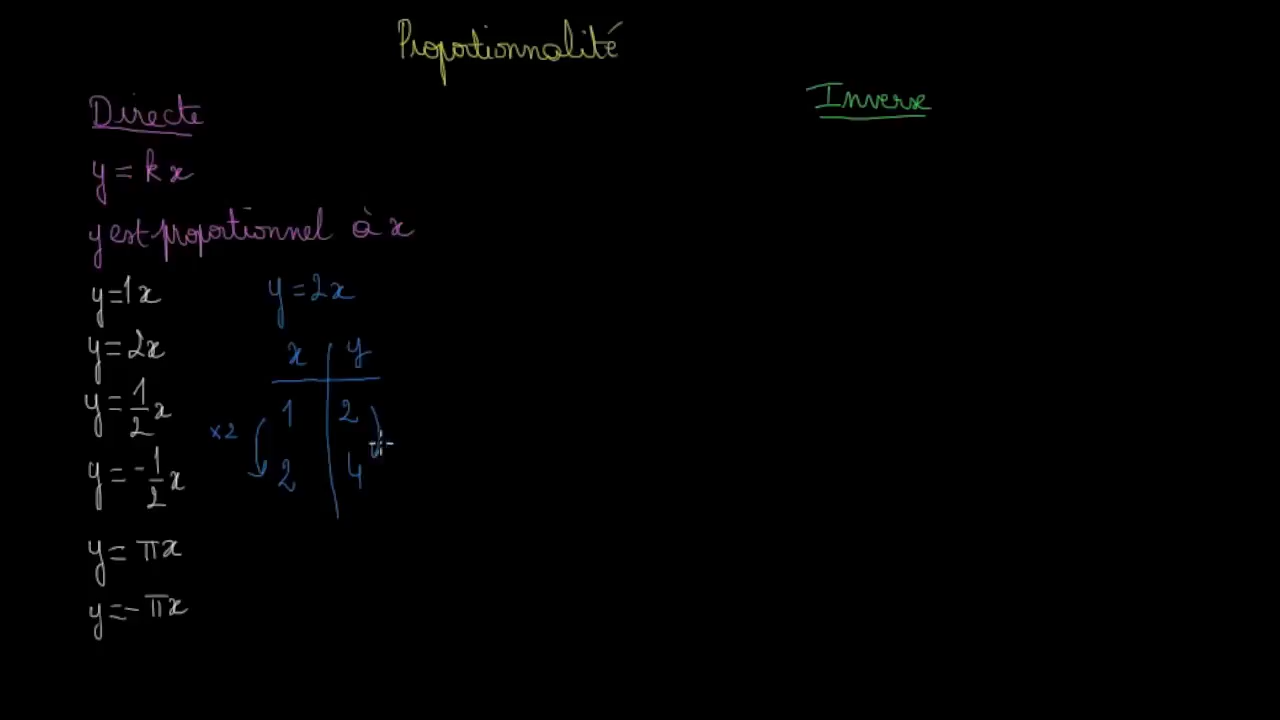 Proportionnalité
Directe
y = kx
y est proportionnel à x
y=1x
y = 2x
y = 1/2 x
y = -1/2 x
y = πx
y = -πx
y = 2x
x y
1 2
×2
2 4
Inverse